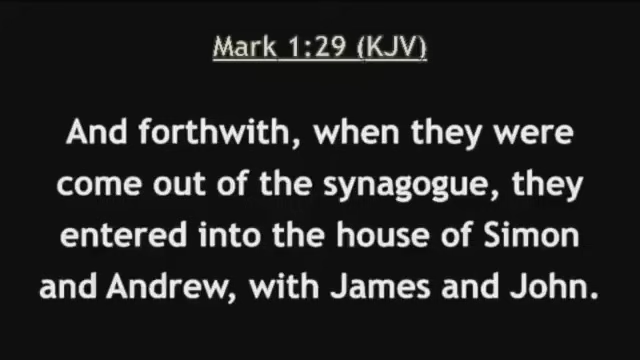 Mark 1:29 (KJV)
And forthwith, when they were
come out of the synagogue, they
entered into the house of Simon
and Andrew, with James and John.